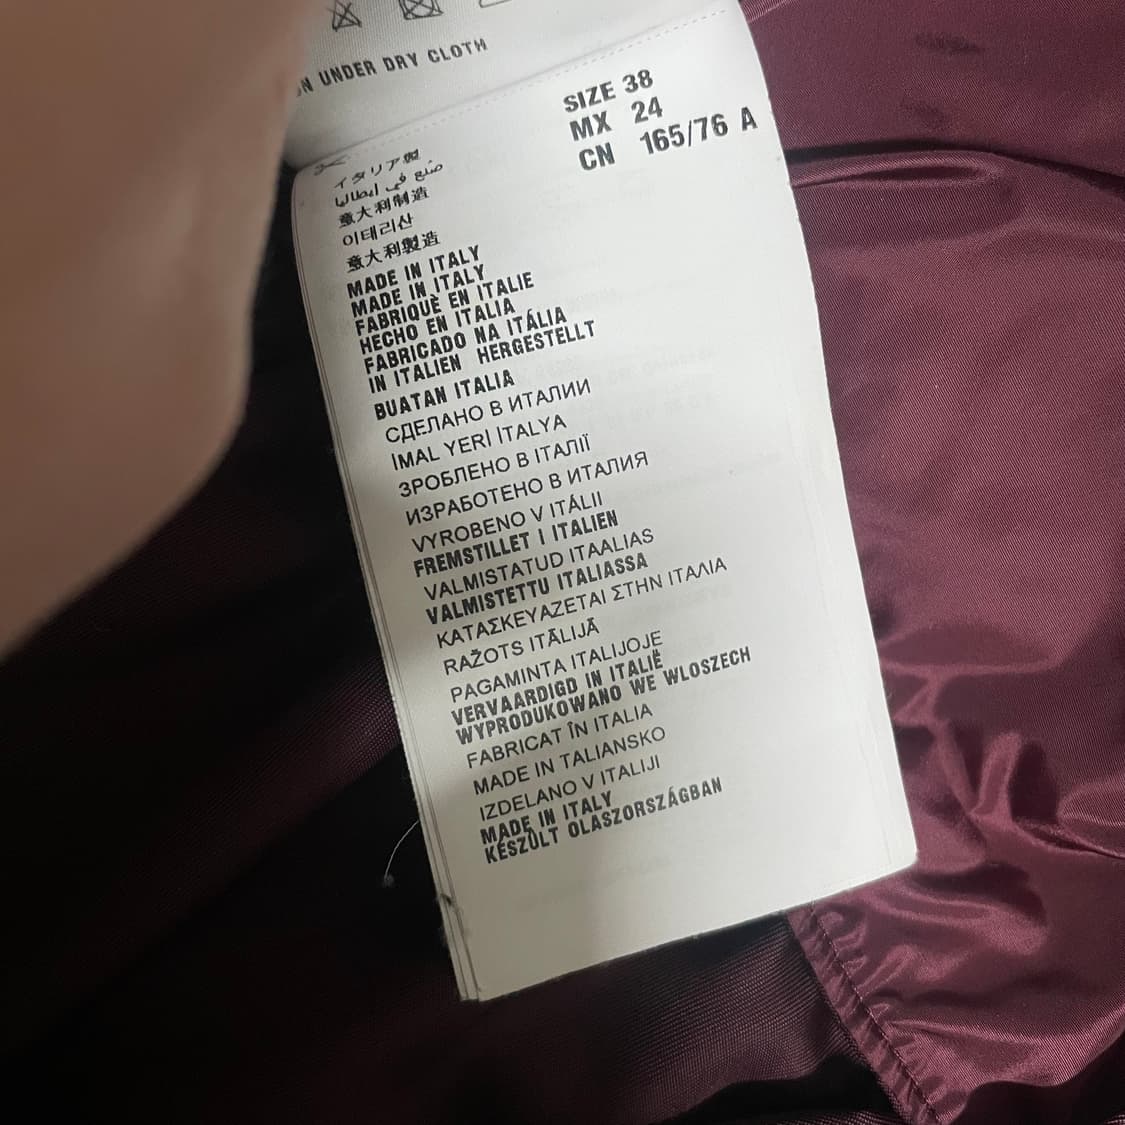 UNDER DRY CLOTH
SIZE 38
MX 24
CN 165/76 A
イタリア製
صنع في إيطاليا
意大利制造
이태리산
意大利製造
MADE IN ITALY
MADE IN ITALY
FABRIQUÈ EN ITALIE
HECHO EN ITALIA
FABRICADO NA ITÁLIA
IN ITALIEN HERGESTELLT
BUATAN ITALIA
СДЕЛАНО В ИТАЛИИ
İMAL YERİ İTALYA
ЗРОБЛЕНО В ІТАЛІЇ
ИЗРАБОТЕНО В ИТАЛИЯ
VYROBENO V ITÁLII
FREMSTILLET I ITALIEN
VALMISTATUD ITAALIAS
VALMISTETTU ITALIASSA
ΚΑΤΑΣΚΕΥΑΖΕΤΑΙ ΣΤΗΝ ΙΤΑΛΙΑ
RAŽOTS ITĀLIJĀ
PAGAMINTA ITALIJOJE
VERVAARDIGD IN ITALIË
WYPRODUKOWANO WE WLOSZECH
FABRICAT ÎN ITALIA
MADE IN TALIANSKO
IZDELANO V ITALIJI
MADE IN ITALY
KÉSZÜLT OLASZORSZÁGBAN